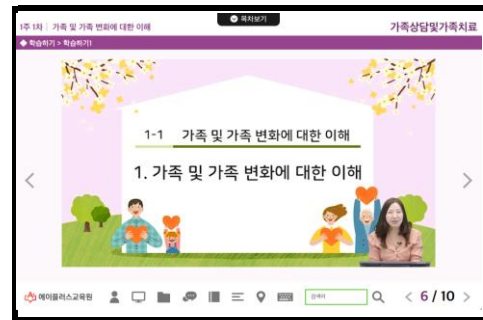 1주 1차 | 가족 및 가족 변화에 대한 이해
목차보기
가족상담및가족치료
◆ 학습하기 > 학습하기1
1-1 가족 및 가족 변화에 대한 이해
1. 가족 및 가족 변화에 대한 이해
에이플러스교육원
검색어
< 6 / 10 >